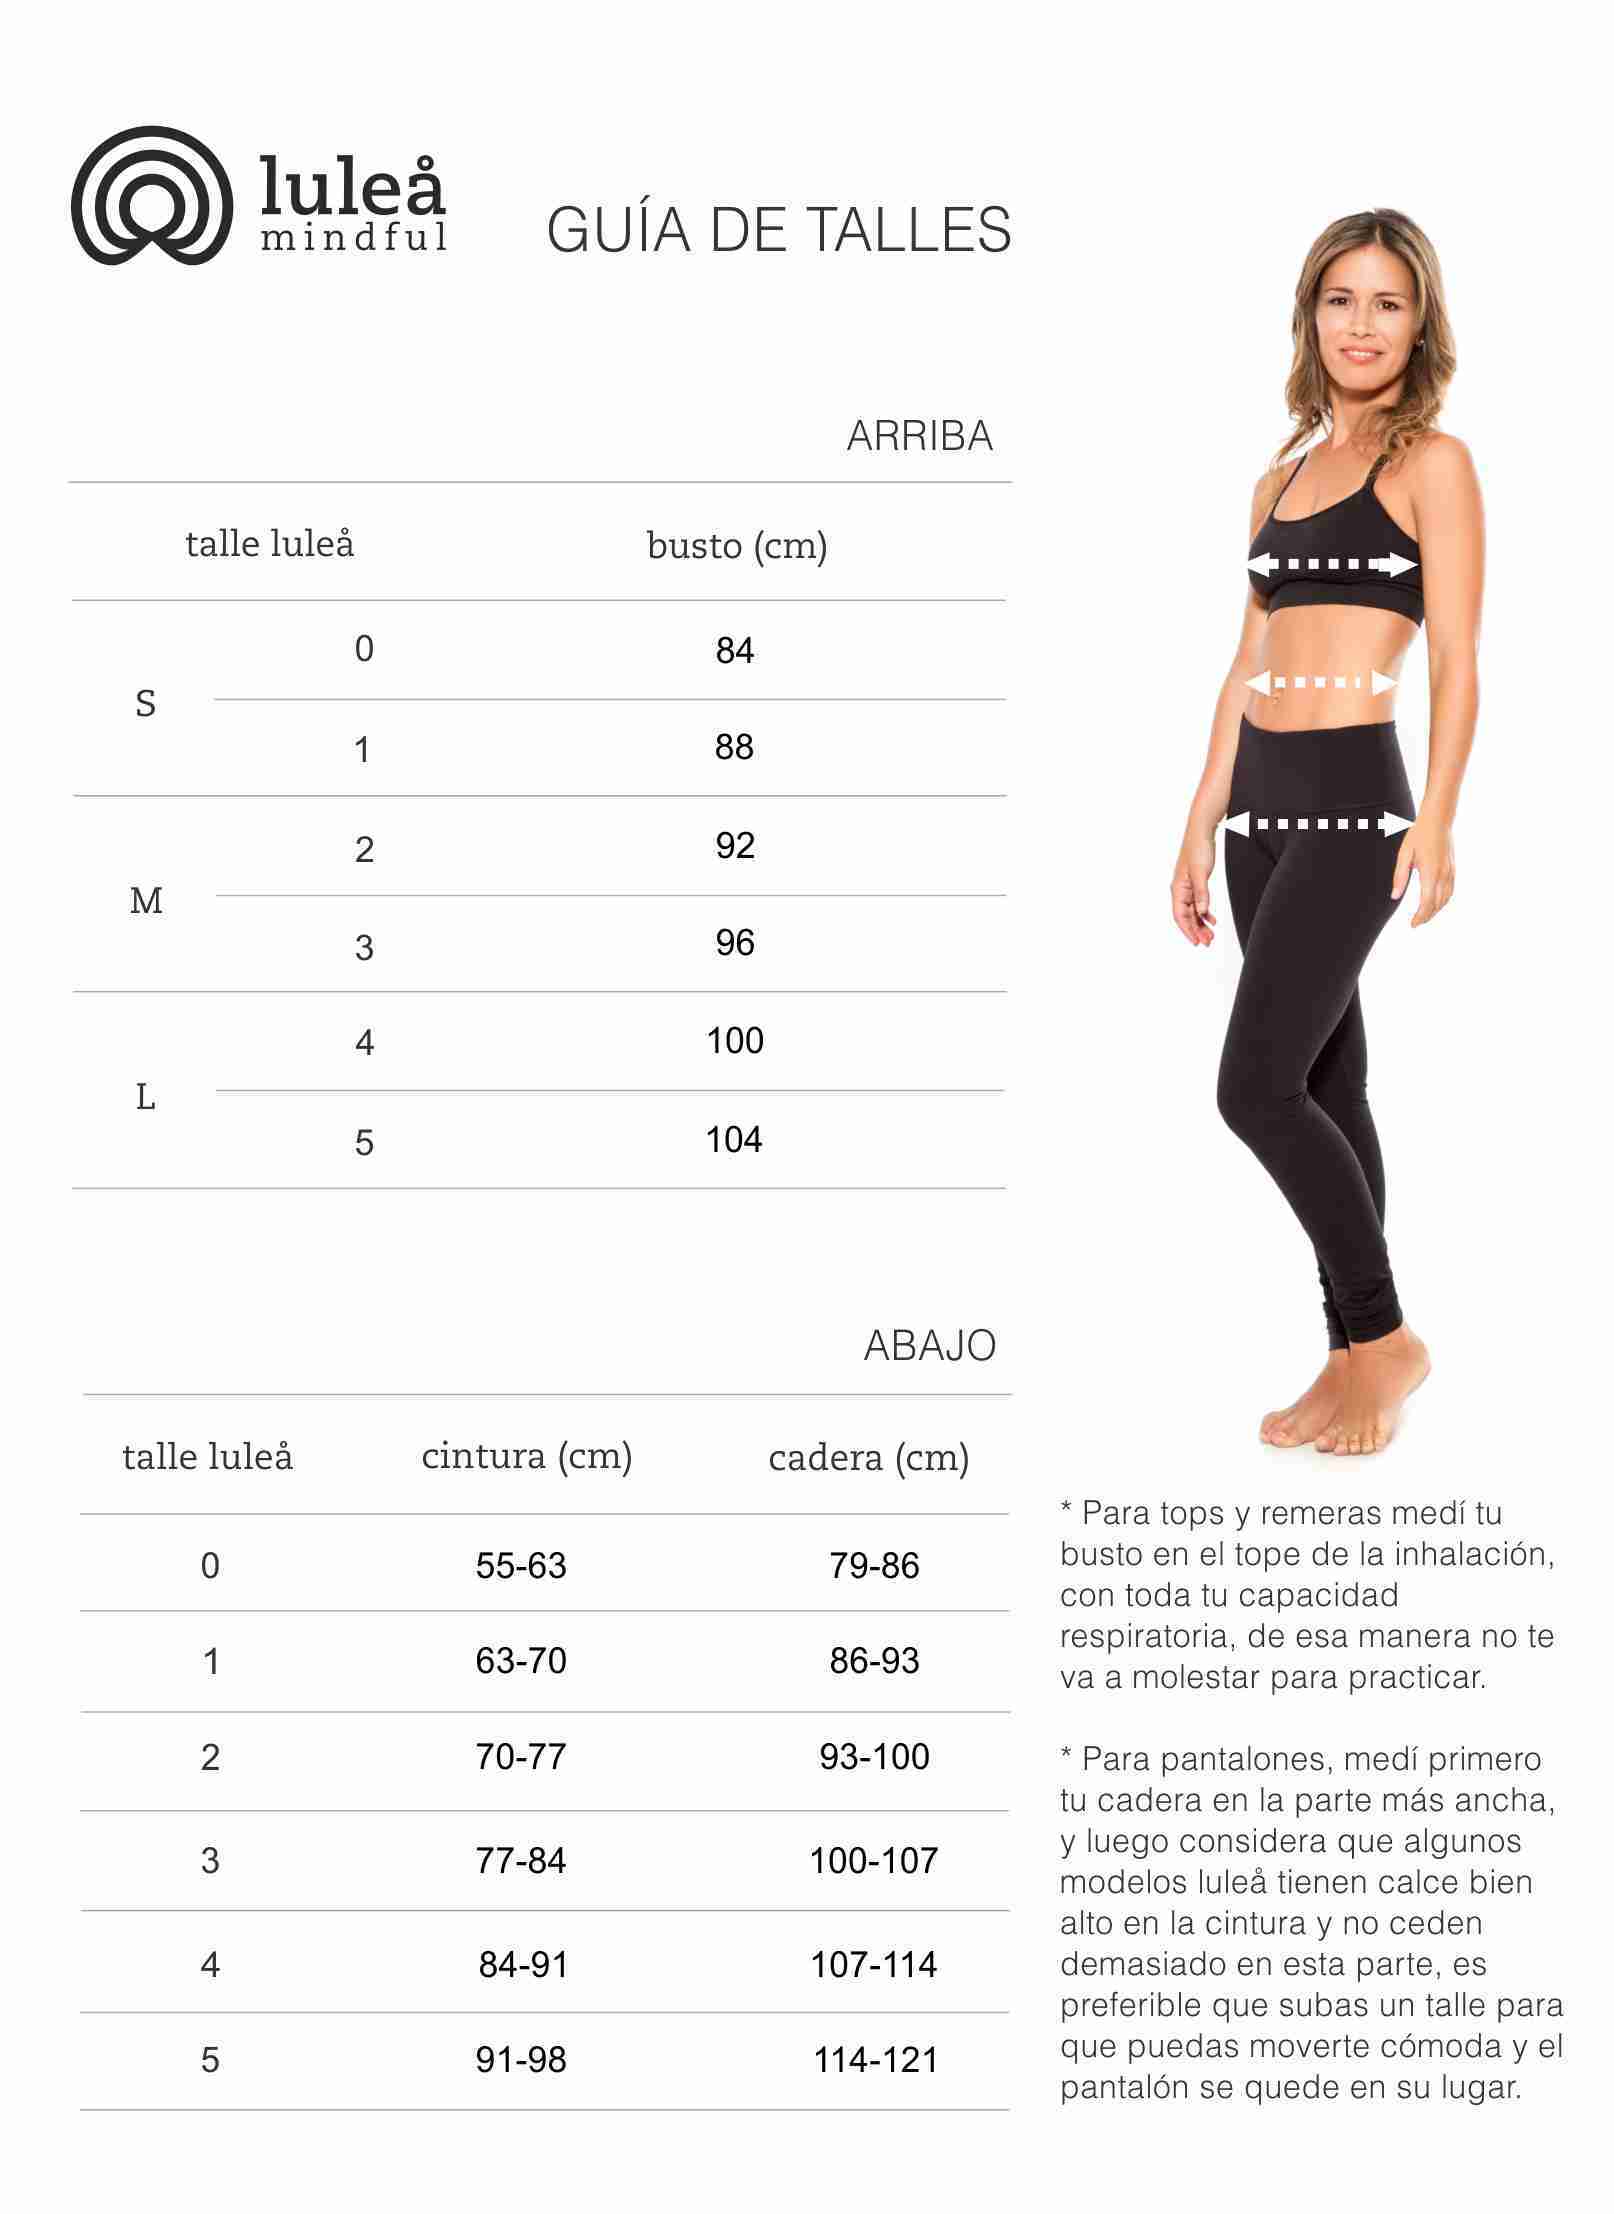 luleå
mindful
GUÍA DE TALLES
ARRIBA
talle luleå busto (cm)
S
0 84
1 88
M
2 92
3 96
L
4 100
5 104
ABAJO
talle luleå cintura (cm) cadera (cm)
0 55-63 79-86
1 63-70 86-93
2 70-77 93-100
3 77-84 100-107
4 84-91 107-114
5 91-98 114-121
* Para tops y remeras medí tu
busto en el tope de la inhalación,
con toda tu capacidad
respiratoria, de esa manera no te
va a molestar para practicar.
* Para pantalones, medí primero
tu cadera en la parte más ancha,
y luego considera que algunos
modelos luleå tienen calce bien
alto en la cintura y no ceden
demasiado en esta parte, es
preferible que subas un talle para
que puedas moverte cómoda y el
pantalón se quede en su lugar.